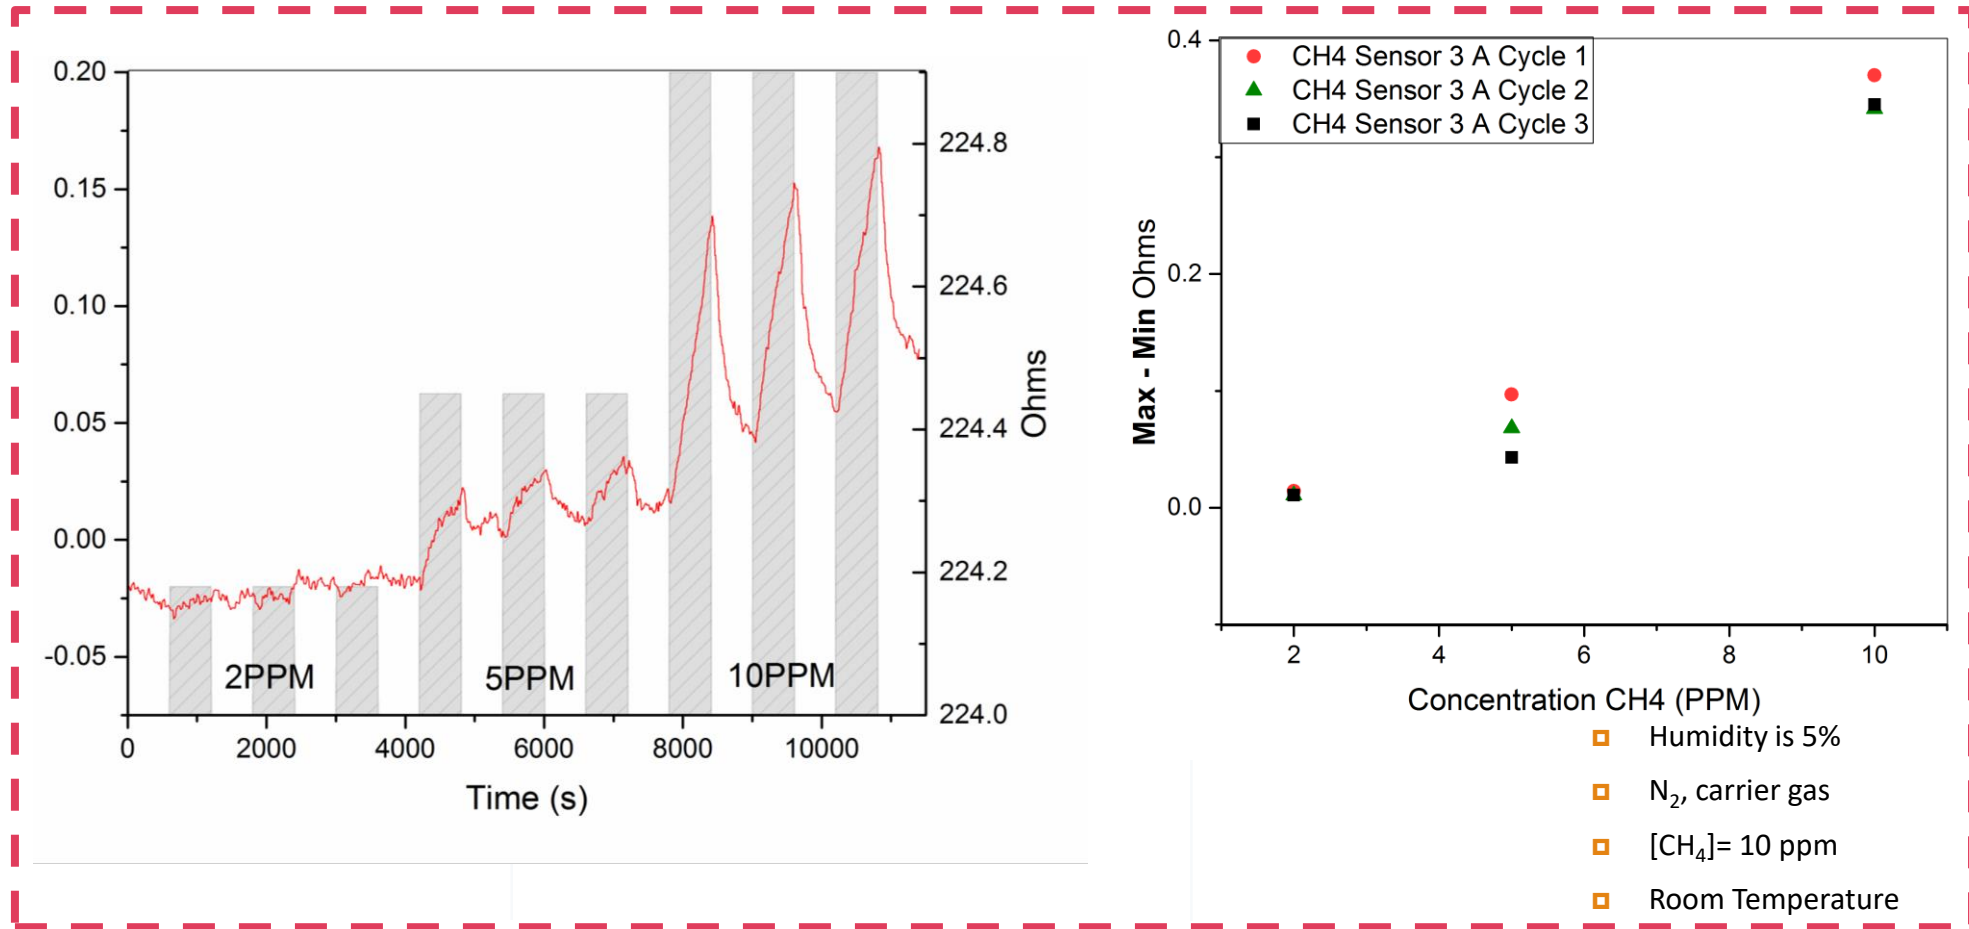 0.20
0.15
0.10
0.05
0.00
-0.05
224.8
224.6
224.4
224.2
224.0
Ohms
2PPM
5PPM
10PPM
0
2000
4000
6000
8000
10000
Time (s)
CH4 Sensor 3 A Cycle 1
CH4 Sensor 3 A Cycle 2
CH4 Sensor 3 A Cycle 3
0.4
0.2
0.0
Max - Min Ohms
2
4
6
8
10
Concentration CH4 (PPM)
Humidity is 5%
N₂, carrier gas
[CH₄]= 10 ppm
Room Temperature